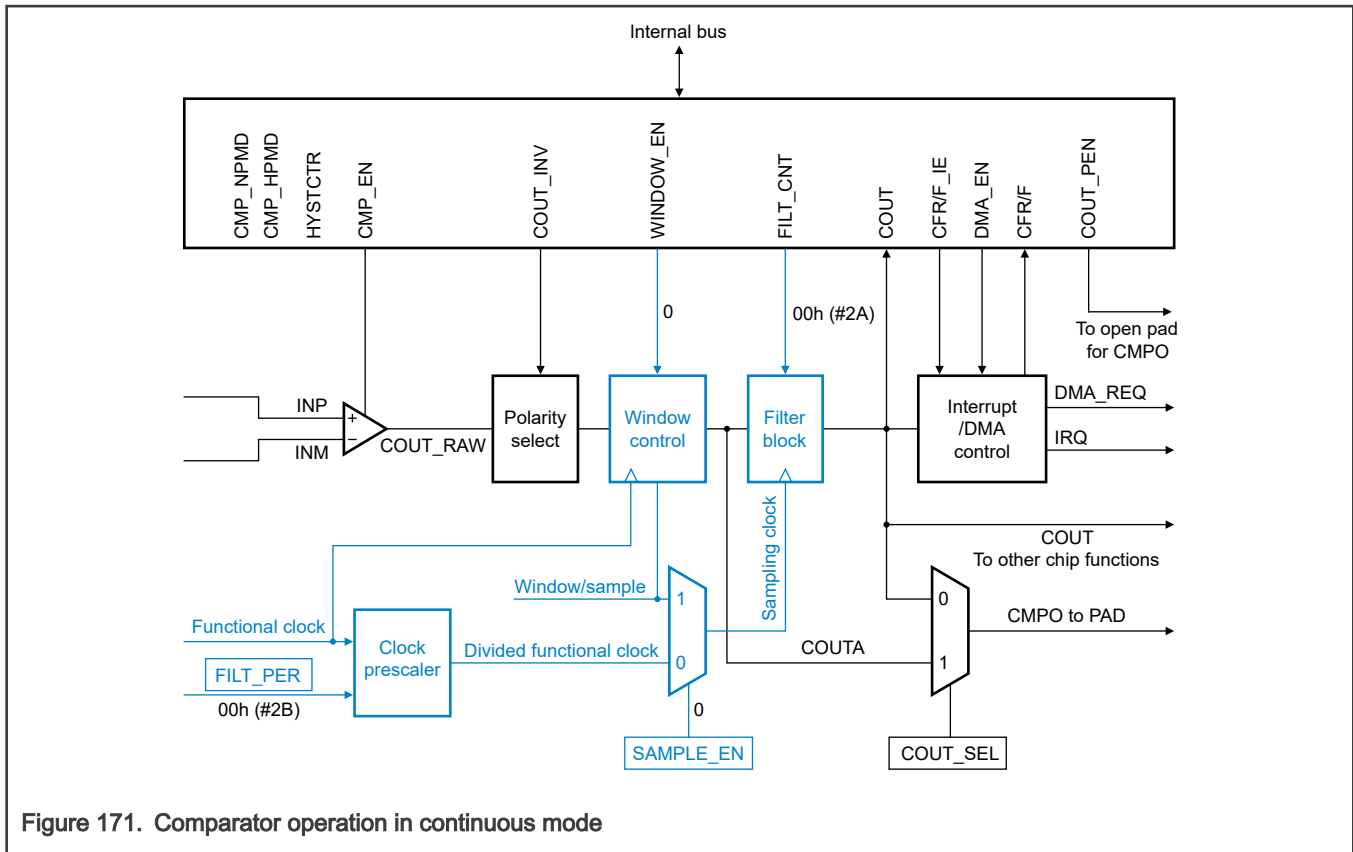 Internal bus
CMP_NPMD
CMP_HPMD
HYSTCTR
CMP_EN
COUT_INV
WINDOW_EN
FILT_CNT
COUT
CFR/F_IE
DMA_EN
CFR/F
COUT_PEN
0
00h (#2A)
To open pad
for CMPO
INP
+
−
INM
COUT_RAW
Polarity
select
Window
control
Filter
block
Interrupt
/DMA
control
DMA_REQ
IRQ
Sampling clock
COUT
To other chip functions
Window/sample
1
0
Functional clock
Clock
prescaler
Divided functional clock
FILT_PER
00h (#2B)
0
SAMPLE_EN
COUTA
0
1
CMPO to PAD
COUT_SEL
Figure 171. Comparator operation in continuous mode